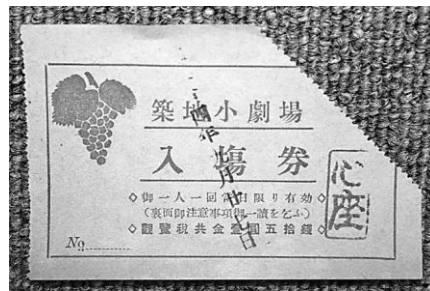 築地小劇場
入場券
◇御一人一回當日限り有効◇
(裏面御注意事項御一讀を乞ふ)
◇觀覽税共金壹圓五拾錢◇
No
心座